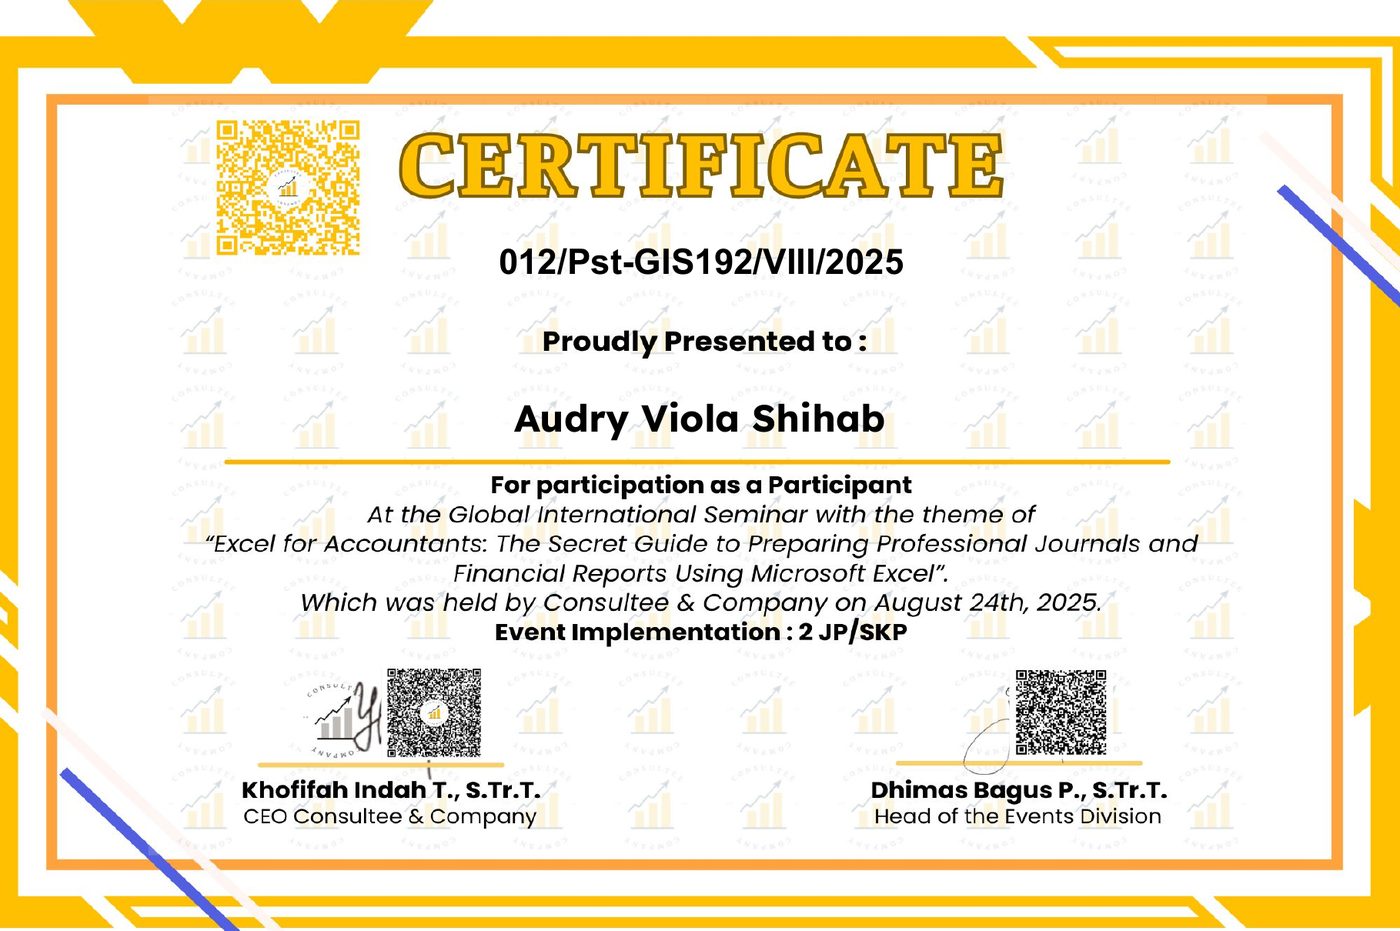 CERTIFICATE
012/Pst-GIS192/VIII/2025
Proudly Presented to :
Audry Viola Shihab
For participation as a Participant
At the Global International Seminar with the theme of
“Excel for Accountants: The Secret Guide to Preparing Professional Journals and
Financial Reports Using Microsoft Excel”.
Which was held by Consultee & Company on August 24th, 2025.
Event Implementation : 2 JP/SKP
Khofifah Indah T., S.Tr.T.
CEO Consultee & Company
Dhimas Bagus P., S.Tr.T.
Head of the Events Division